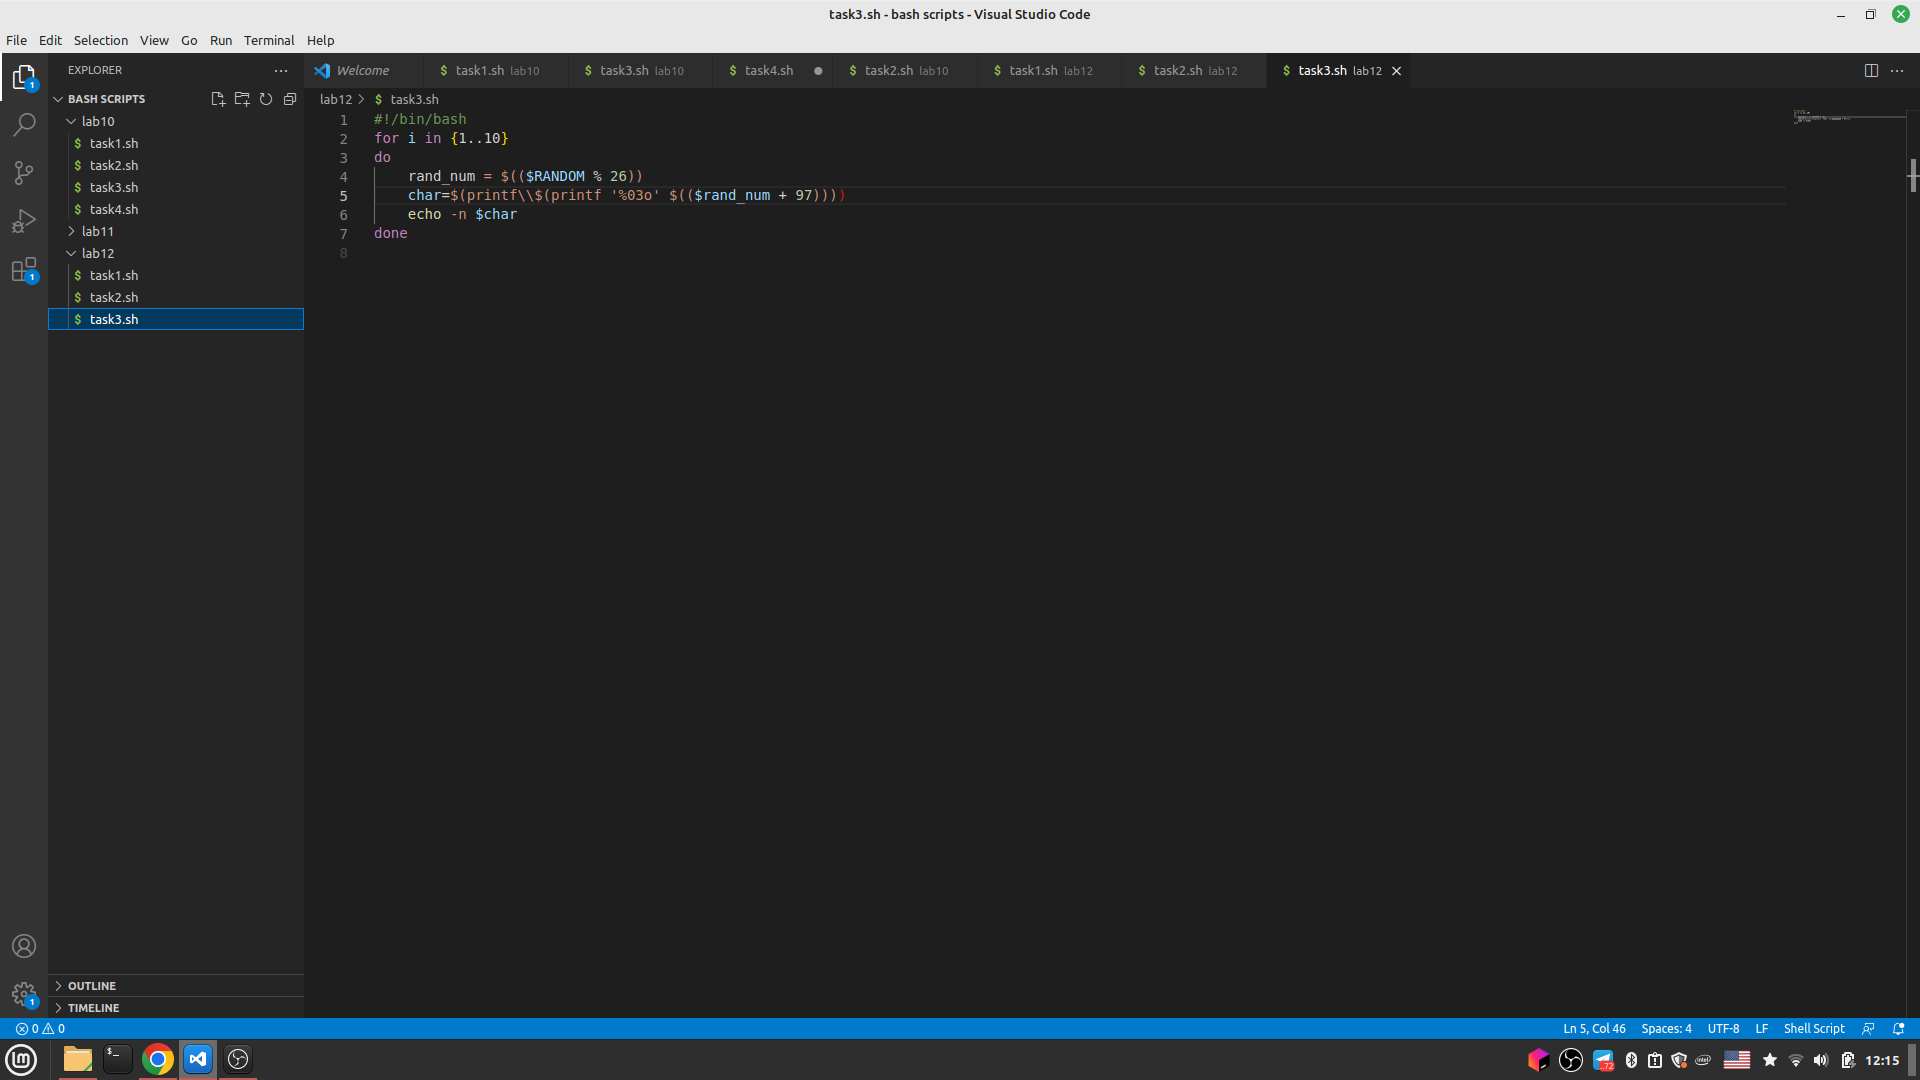 task3.sh - bash scripts - Visual Studio Code
File Edit Selection View Go Run Terminal Help
EXPLORER
Welcome
task1.sh lab10
task3.sh lab10
task4.sh
task2.sh lab10
task1.sh lab12
task2.sh lab12
task3.sh lab12
BASH SCRIPTS
lab10
task1.sh
task2.sh
task3.sh
task4.sh
lab11
lab12
task1.sh
task2.sh
task3.sh
OUTLINE
TIMELINE
lab12 > $ task3.sh
1 #!/bin/bash
2 for i in {1..10}
3 do
4     rand_num = $(($RANDOM % 26))
5     char=$(printf\\$(printf '%03o' $(($rand_num + 97))))
6     echo -n $char
7 done
8
1
1
1
0 0
Ln 5, Col 46 Spaces: 4 UTF-8 LF Shell Script
72
intel
12:15